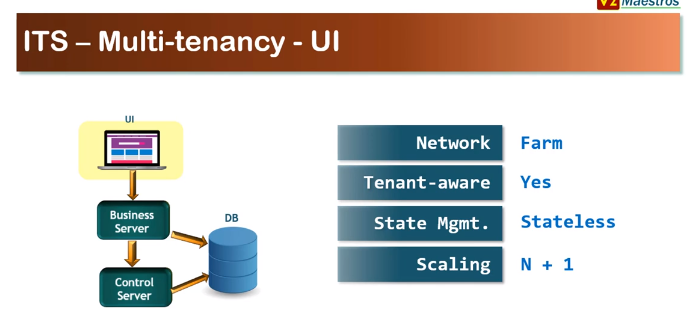 V2 Maestros
ITS – Multi-tenancy - UI
UI
Business
Server
DB
Control
Server
Network Farm
Tenant-aware Yes
State Mgmt. Stateless
Scaling N + 1